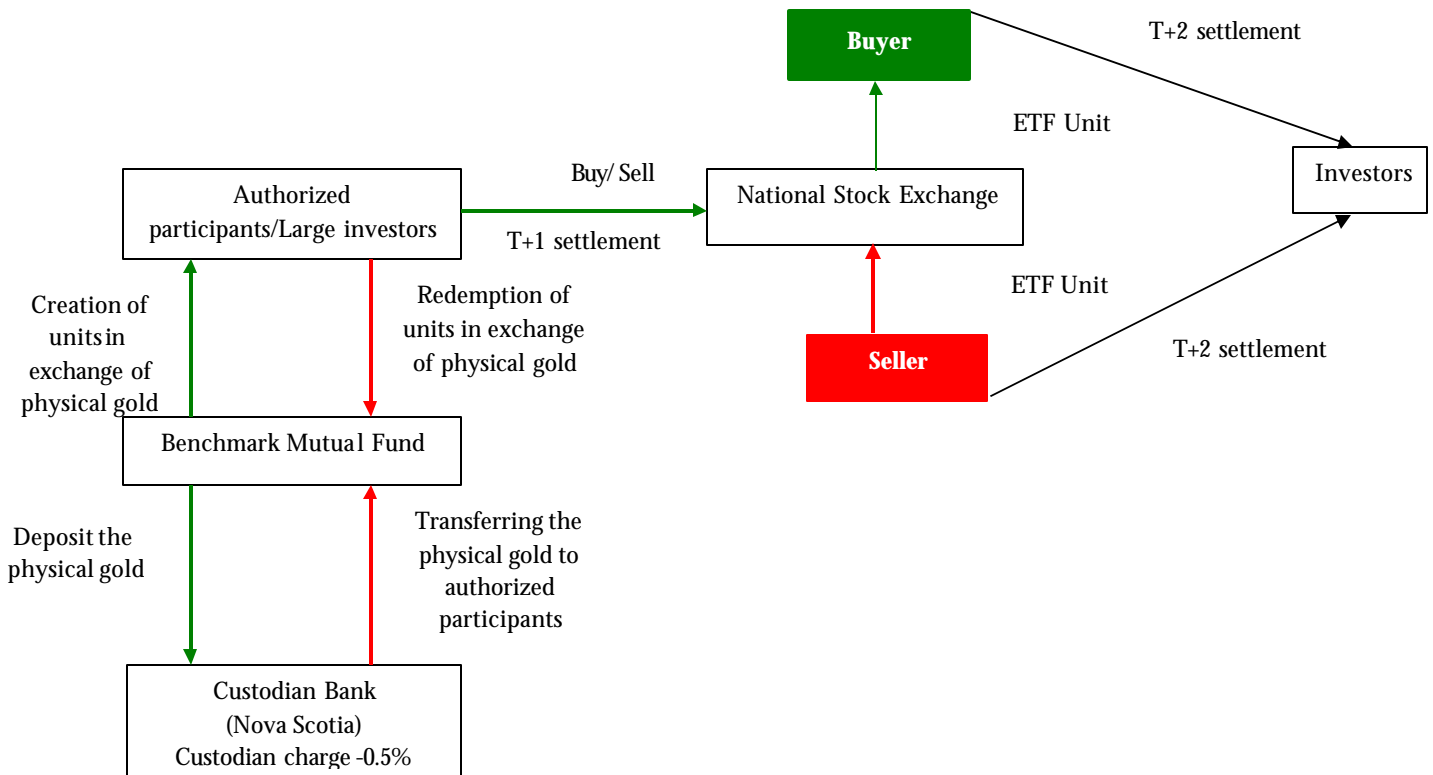 Buyer
T+2 settlement
ETF Unit
Investors
Buy/ Sell
Authorized
participants/Large investors
National Stock Exchange
T+1 settlement
ETF Unit
Creation of
units in
exchange of
physical gold
Redemption of
units in exchange
of physical gold
Seller
T+2 settlement
Benchmark Mutual Fund
Deposit the
physical gold
Transferring the
physical gold to
authorized
participants
Custodian Bank
(Nova Scotia)
Custodian charge -0.5%